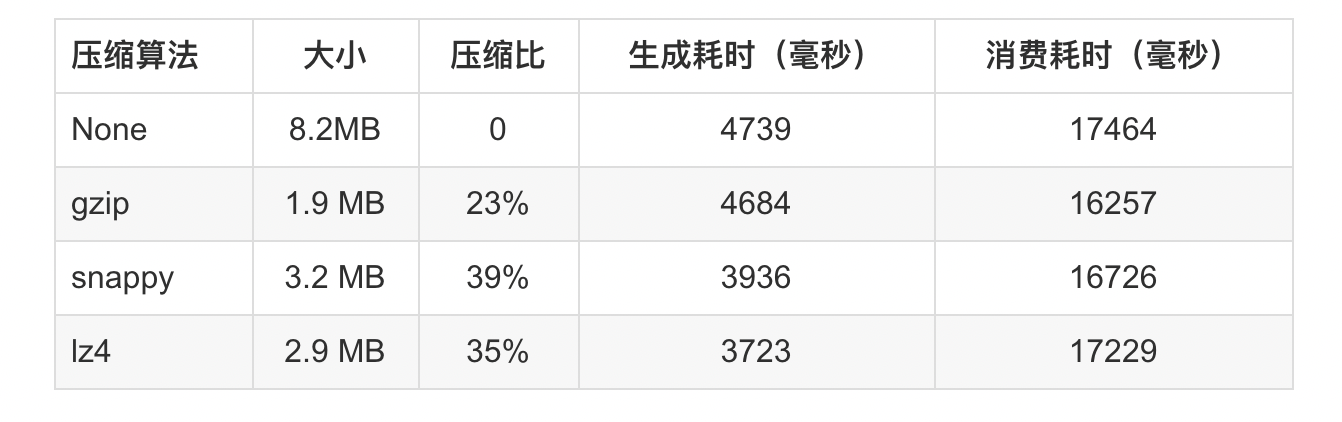 压缩算法 大小 压缩比 生成耗时（毫秒） 消费耗时（毫秒）
None 8.2MB 0 4739 17464
gzip 1.9 MB 23% 4684 16257
snappy 3.2 MB 39% 3936 16726
lz4 2.9 MB 35% 3723 17229